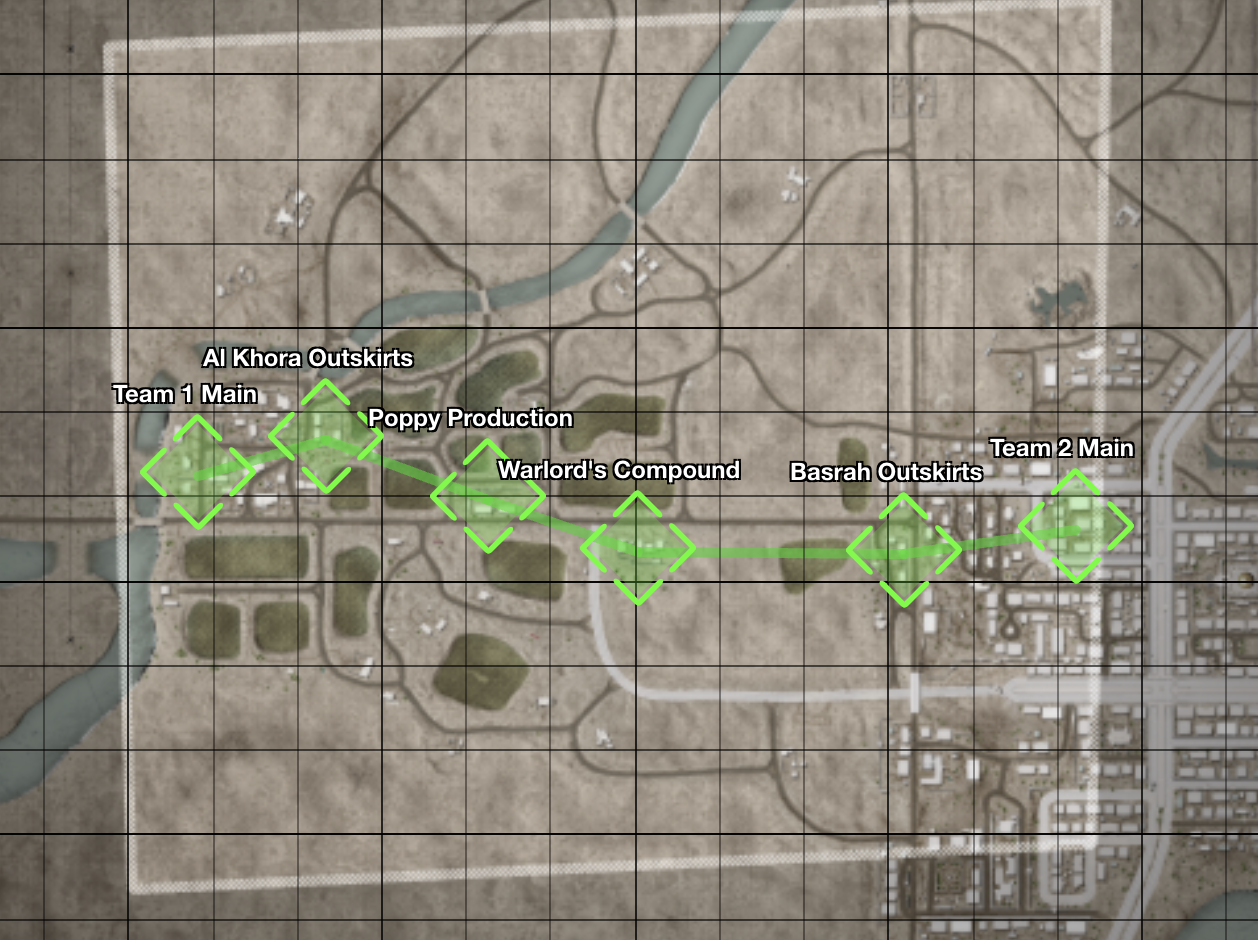 Al Khora Outskirts
Team 1 Main
Poppy Production
Warlord's Compound
Basrah Outskirts
Team 2 Main